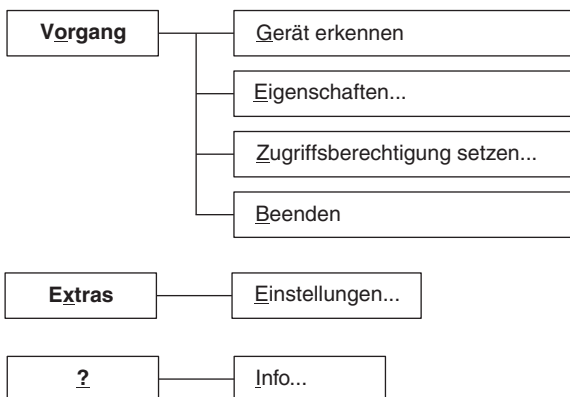 Vorgang
Gerät erkennen
Eigenschaften...
Zugriffsberechtigung setzen...
Beenden
Extras
Einstellungen...
?
Info...